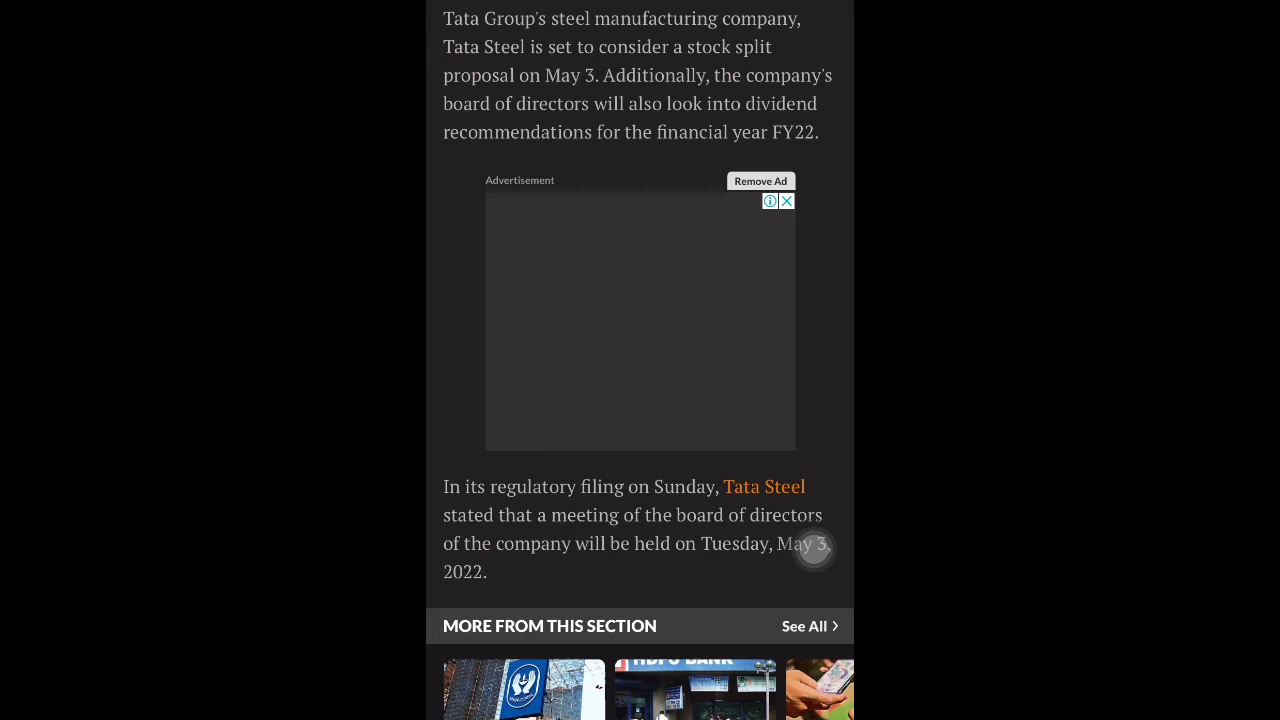 Tata Group's steel manufacturing company,
Tata Steel is set to consider a stock split
proposal on May 3. Additionally, the company's
board of directors will also look into dividend
recommendations for the financial year FY22.
Advertisement
Remove Ad
In its regulatory filing on Sunday, Tata Steel
stated that a meeting of the board of directors
of the company will be held on Tuesday, May 3,
2022.
MORE FROM THIS SECTION
See All
HDFC BANK